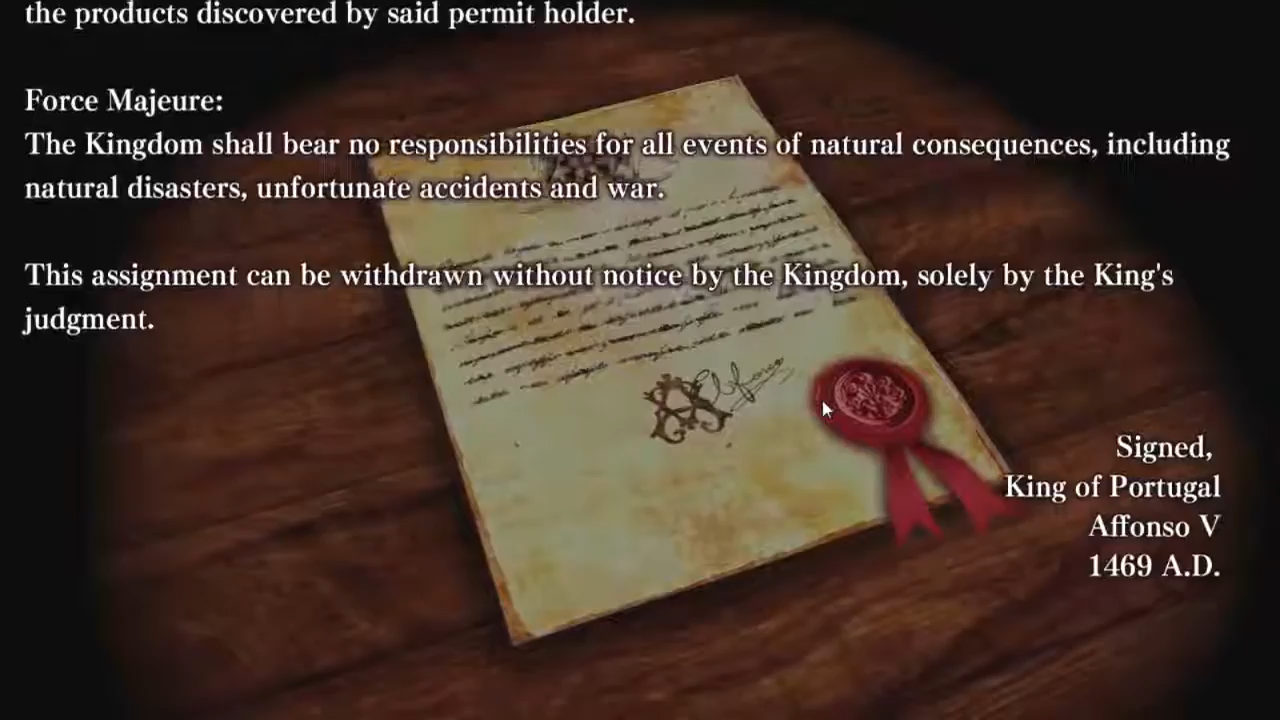 the products discovered by said permit holder.
Force Majeure:
The Kingdom shall bear no responsibilities for all events of natural consequences, including
natural disasters, unfortunate accidents and war.
This assignment can be withdrawn without notice by the Kingdom, solely by the King's
judgment.
Signed,
King of Portugal
Affonso V
1469 A.D.